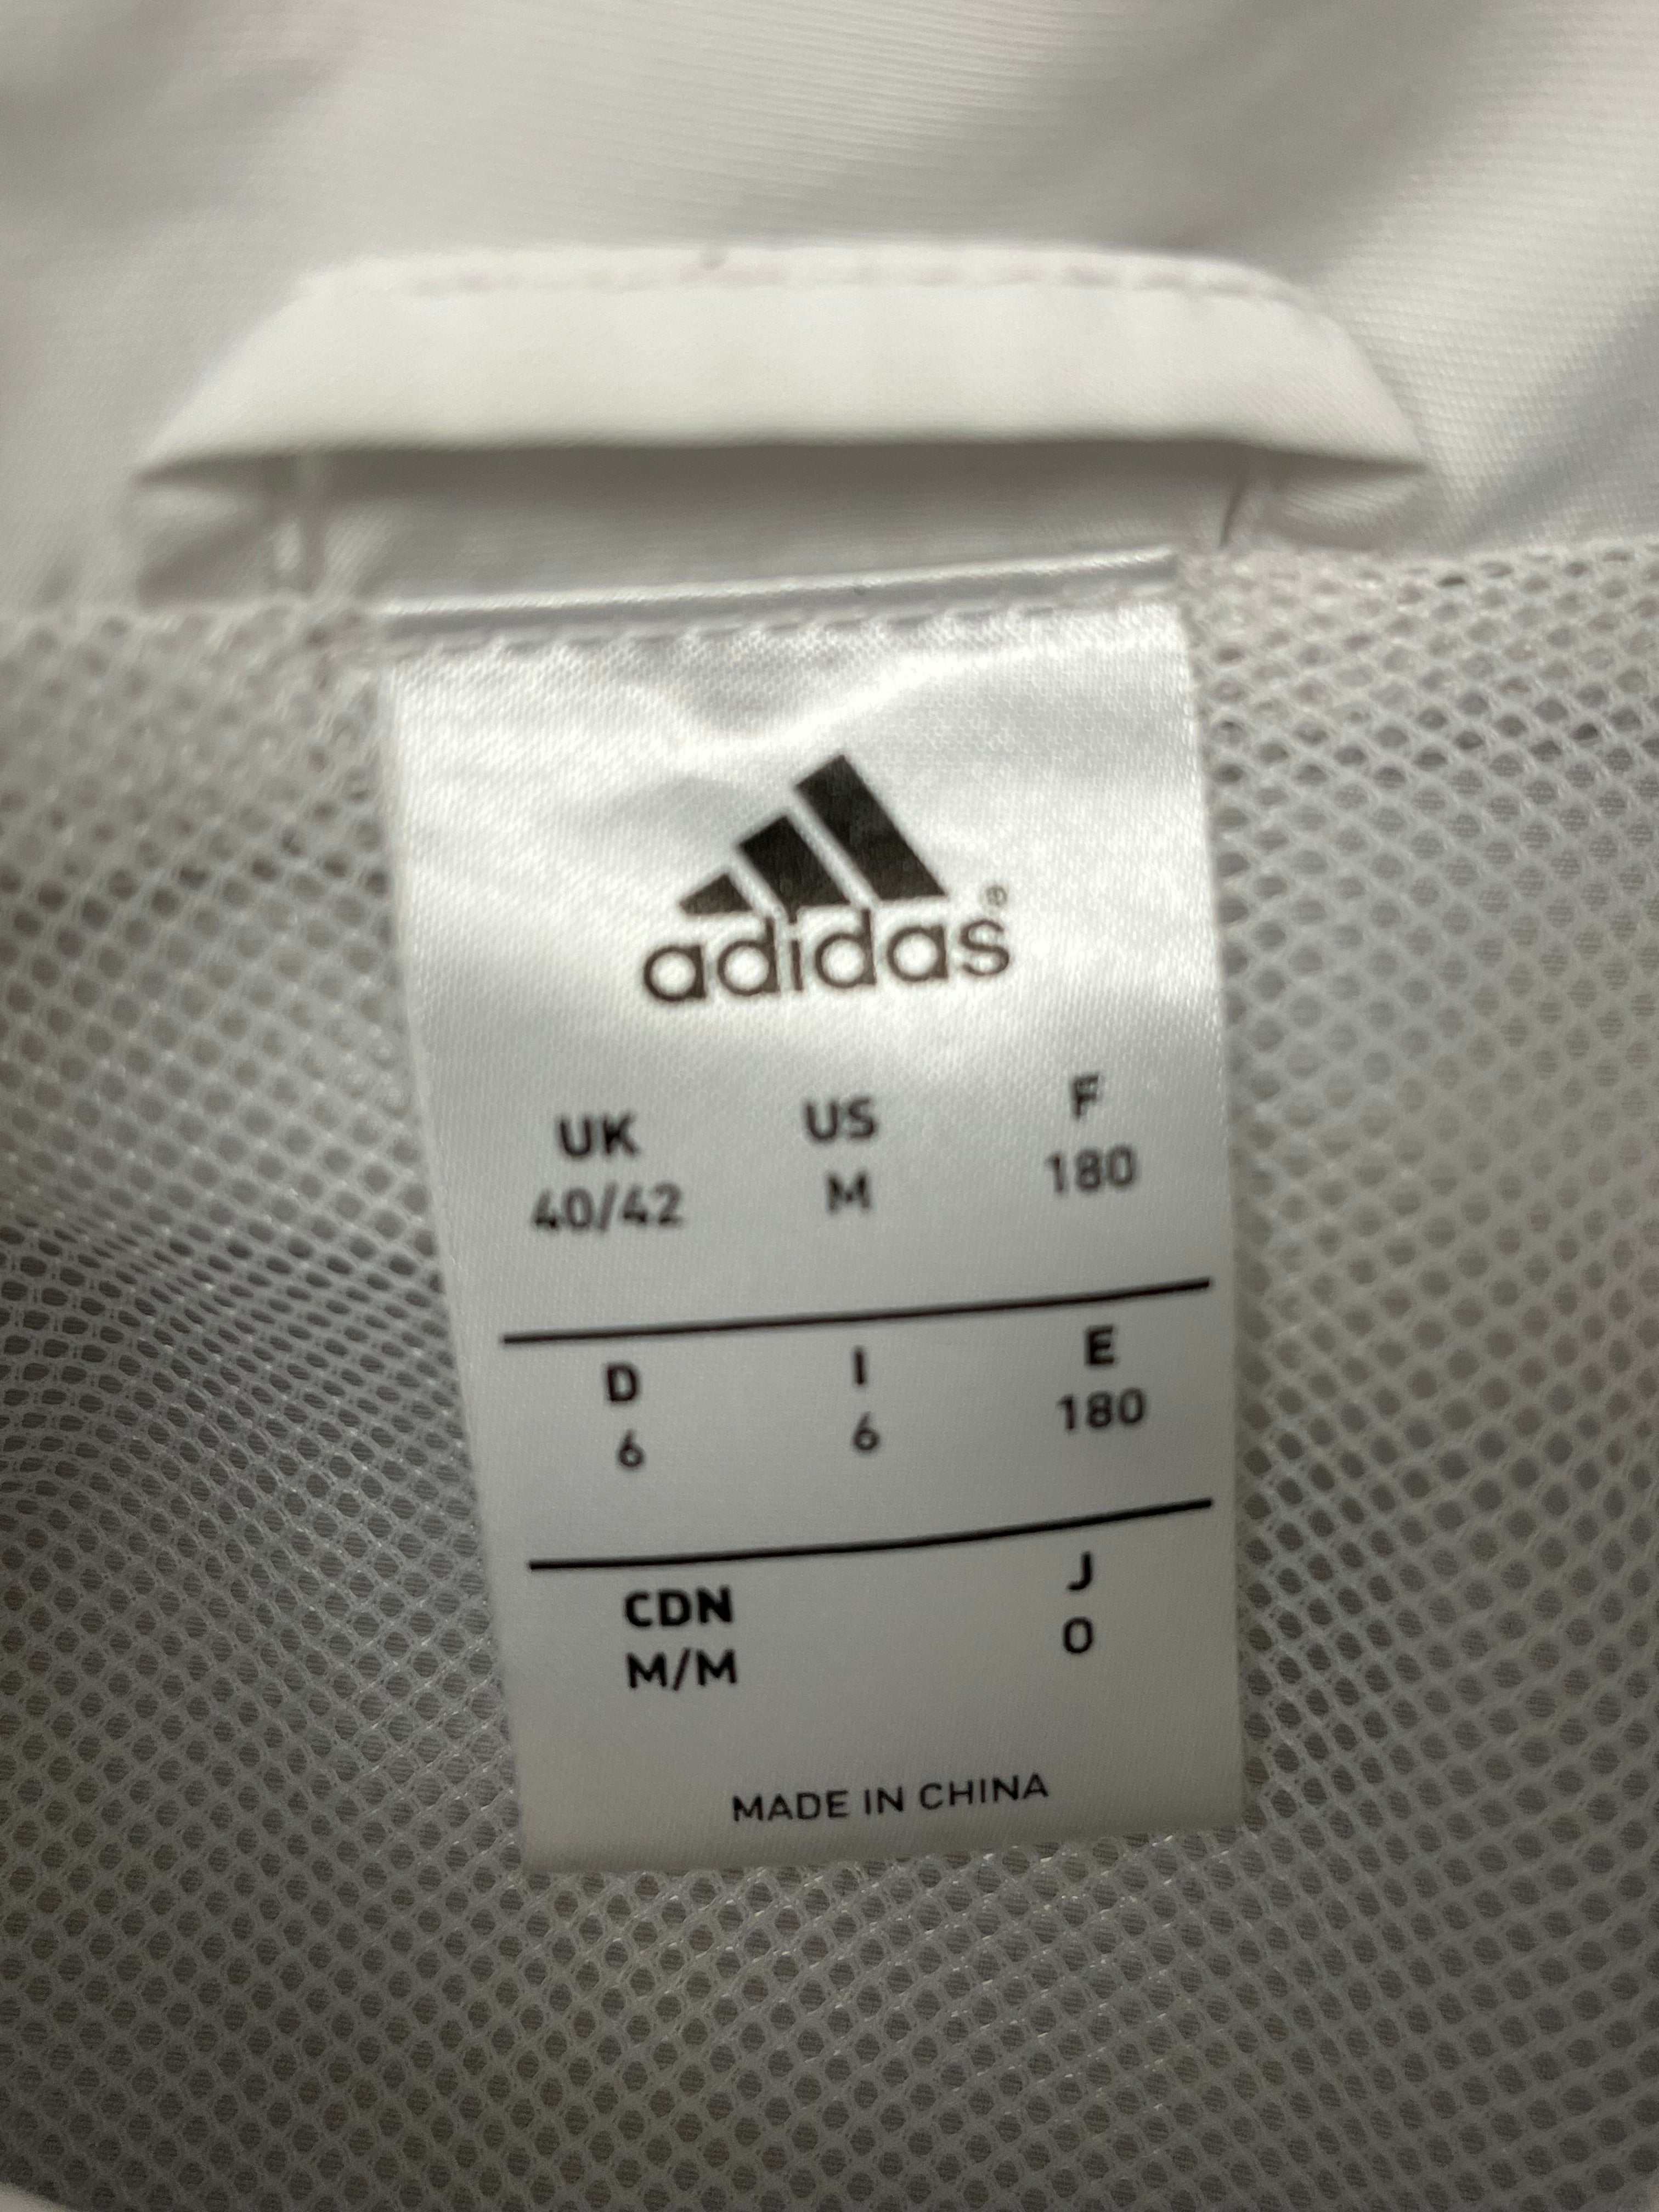 adidas®
UK US F
40/42 M 180
D I E
6 6 180
CDN J
M/M O
MADE IN CHINA